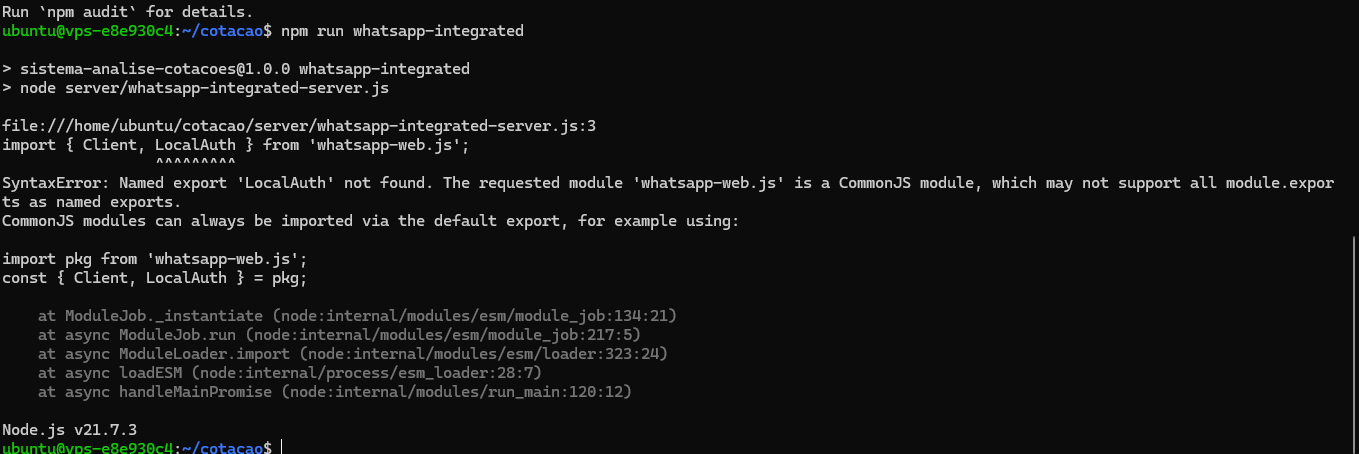 Run `npm audit` for details.
ubuntu@vps-e8e930c4:~/cotacao$ npm run whatsapp-integrated
> sistema-analise-cotacoes@1.0.0 whatsapp-integrated
> node server/whatsapp-integrated-server.js
file:///home/ubuntu/cotacao/server/whatsapp-integrated-server.js:3
import { Client, LocalAuth } from 'whatsapp-web.js';
                 ^^^^^^^^^
SyntaxError: Named export 'LocalAuth' not found. The requested module 'whatsapp-web.js' is a CommonJS module, which may not support all module.expor
ts as named exports.
CommonJS modules can always be imported via the default export, for example using:
import pkg from 'whatsapp-web.js';
const { Client, LocalAuth } = pkg;
    at ModuleJob._instantiate (node:internal/modules/esm/module_job:134:21)
    at async ModuleJob.run (node:internal/modules/esm/module_job:217:5)
    at async ModuleLoader.import (node:internal/modules/esm/loader:323:24)
    at async loadESM (node:internal/process/esm_loader:28:7)
    at async handleMainPromise (node:internal/modules/run_main:120:12)
Node.js v21.7.3
ubuntu@vps-e8e930c4:~/cotacao$